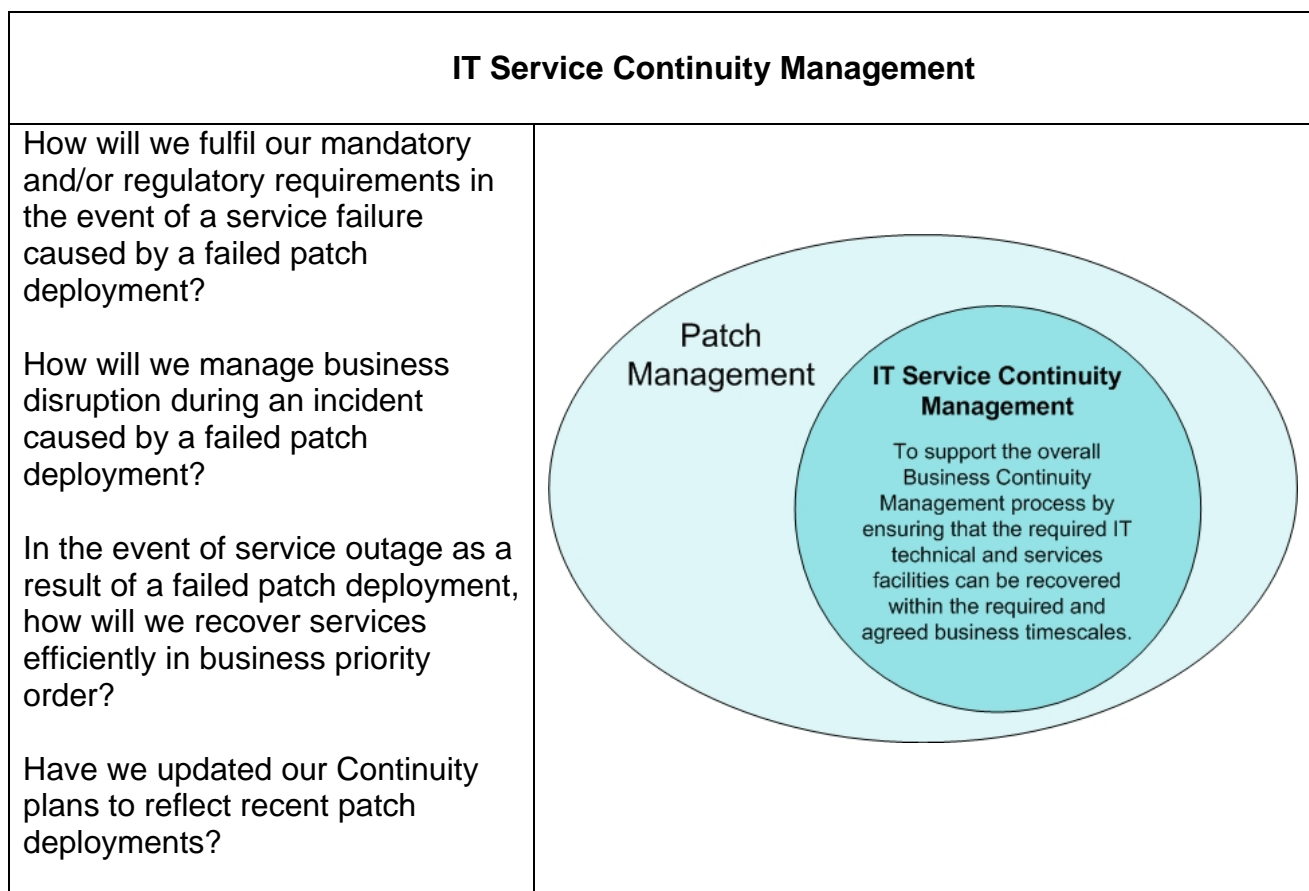 IT Service Continuity Management
How will we fulfil our mandatory
and/or regulatory requirements in
the event of a service failure
caused by a failed patch
deployment?
How will we manage business
disruption during an incident
caused by a failed patch
deployment?
In the event of service outage as a
result of a failed patch deployment,
how will we recover services
efficiently in business priority
order?
Have we updated our Continuity
plans to reflect recent patch
deployments?
Patch
Management
IT Service Continuity
Management
To support the overall
Business Continuity
Management process by
ensuring that the required IT
technical and services
facilities can be recovered
within the required and
agreed business timescales.